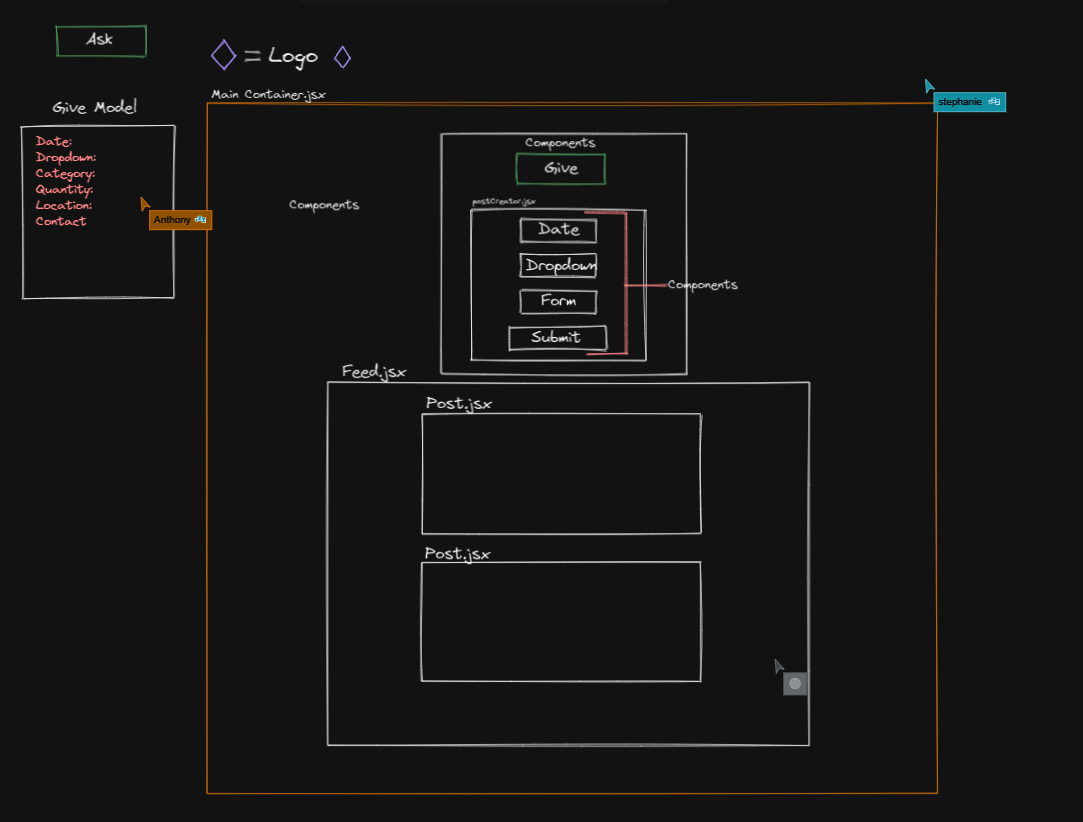 Ask
= Logo
Main Container.jsx
stephanie
Give Model
Date:
Dropdown:
Category:
Quantity:
Location:
Contact
Anthony
Components
Components
Give
postCreator.jsx
Date
Dropdown
Form
Submit
Components
Feed.jsx
Post.jsx
Post.jsx